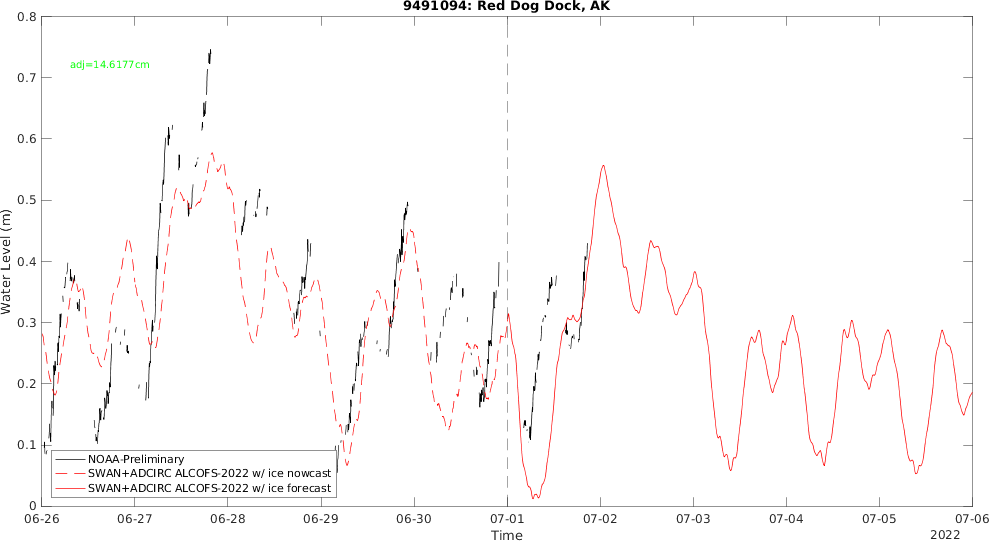 9491094: Red Dog Dock, AK
adj=14.6177cm
Water Level (m)
0.8
0.7
0.6
0.5
0.4
0.3
0.2
0.1
0
NOAA-Preliminary
SWAN+ADCIRC ALCOFS-2022 w/ ice nowcast
SWAN+ADCIRC ALCOFS-2022 w/ ice forecast
06-26 06-27 06-28 06-29 06-30 07-01 07-02 07-03 07-04 07-05 07-06
Time
2022